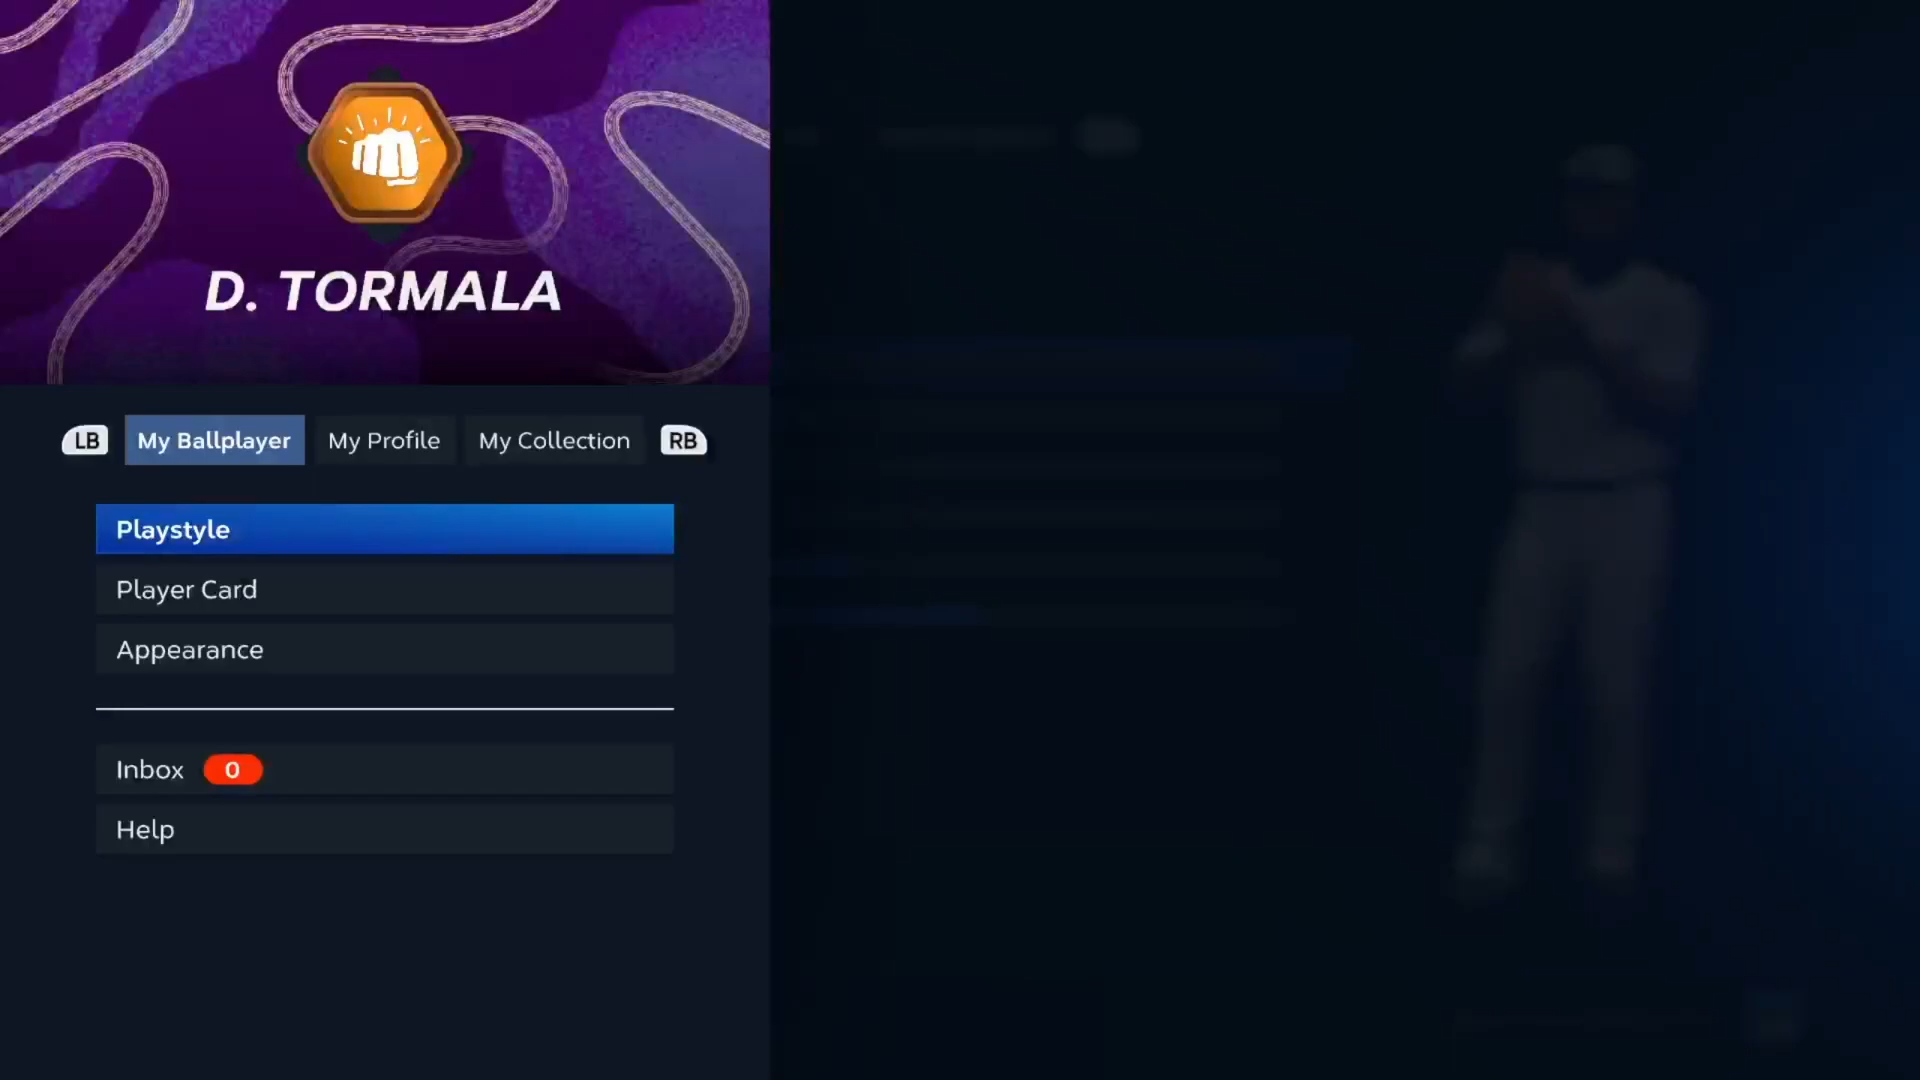 D. TORMALA
LB My Ballplayer My Profile My Collection RB
Playstyle
Player Card
Appearance
Inbox 0
Help